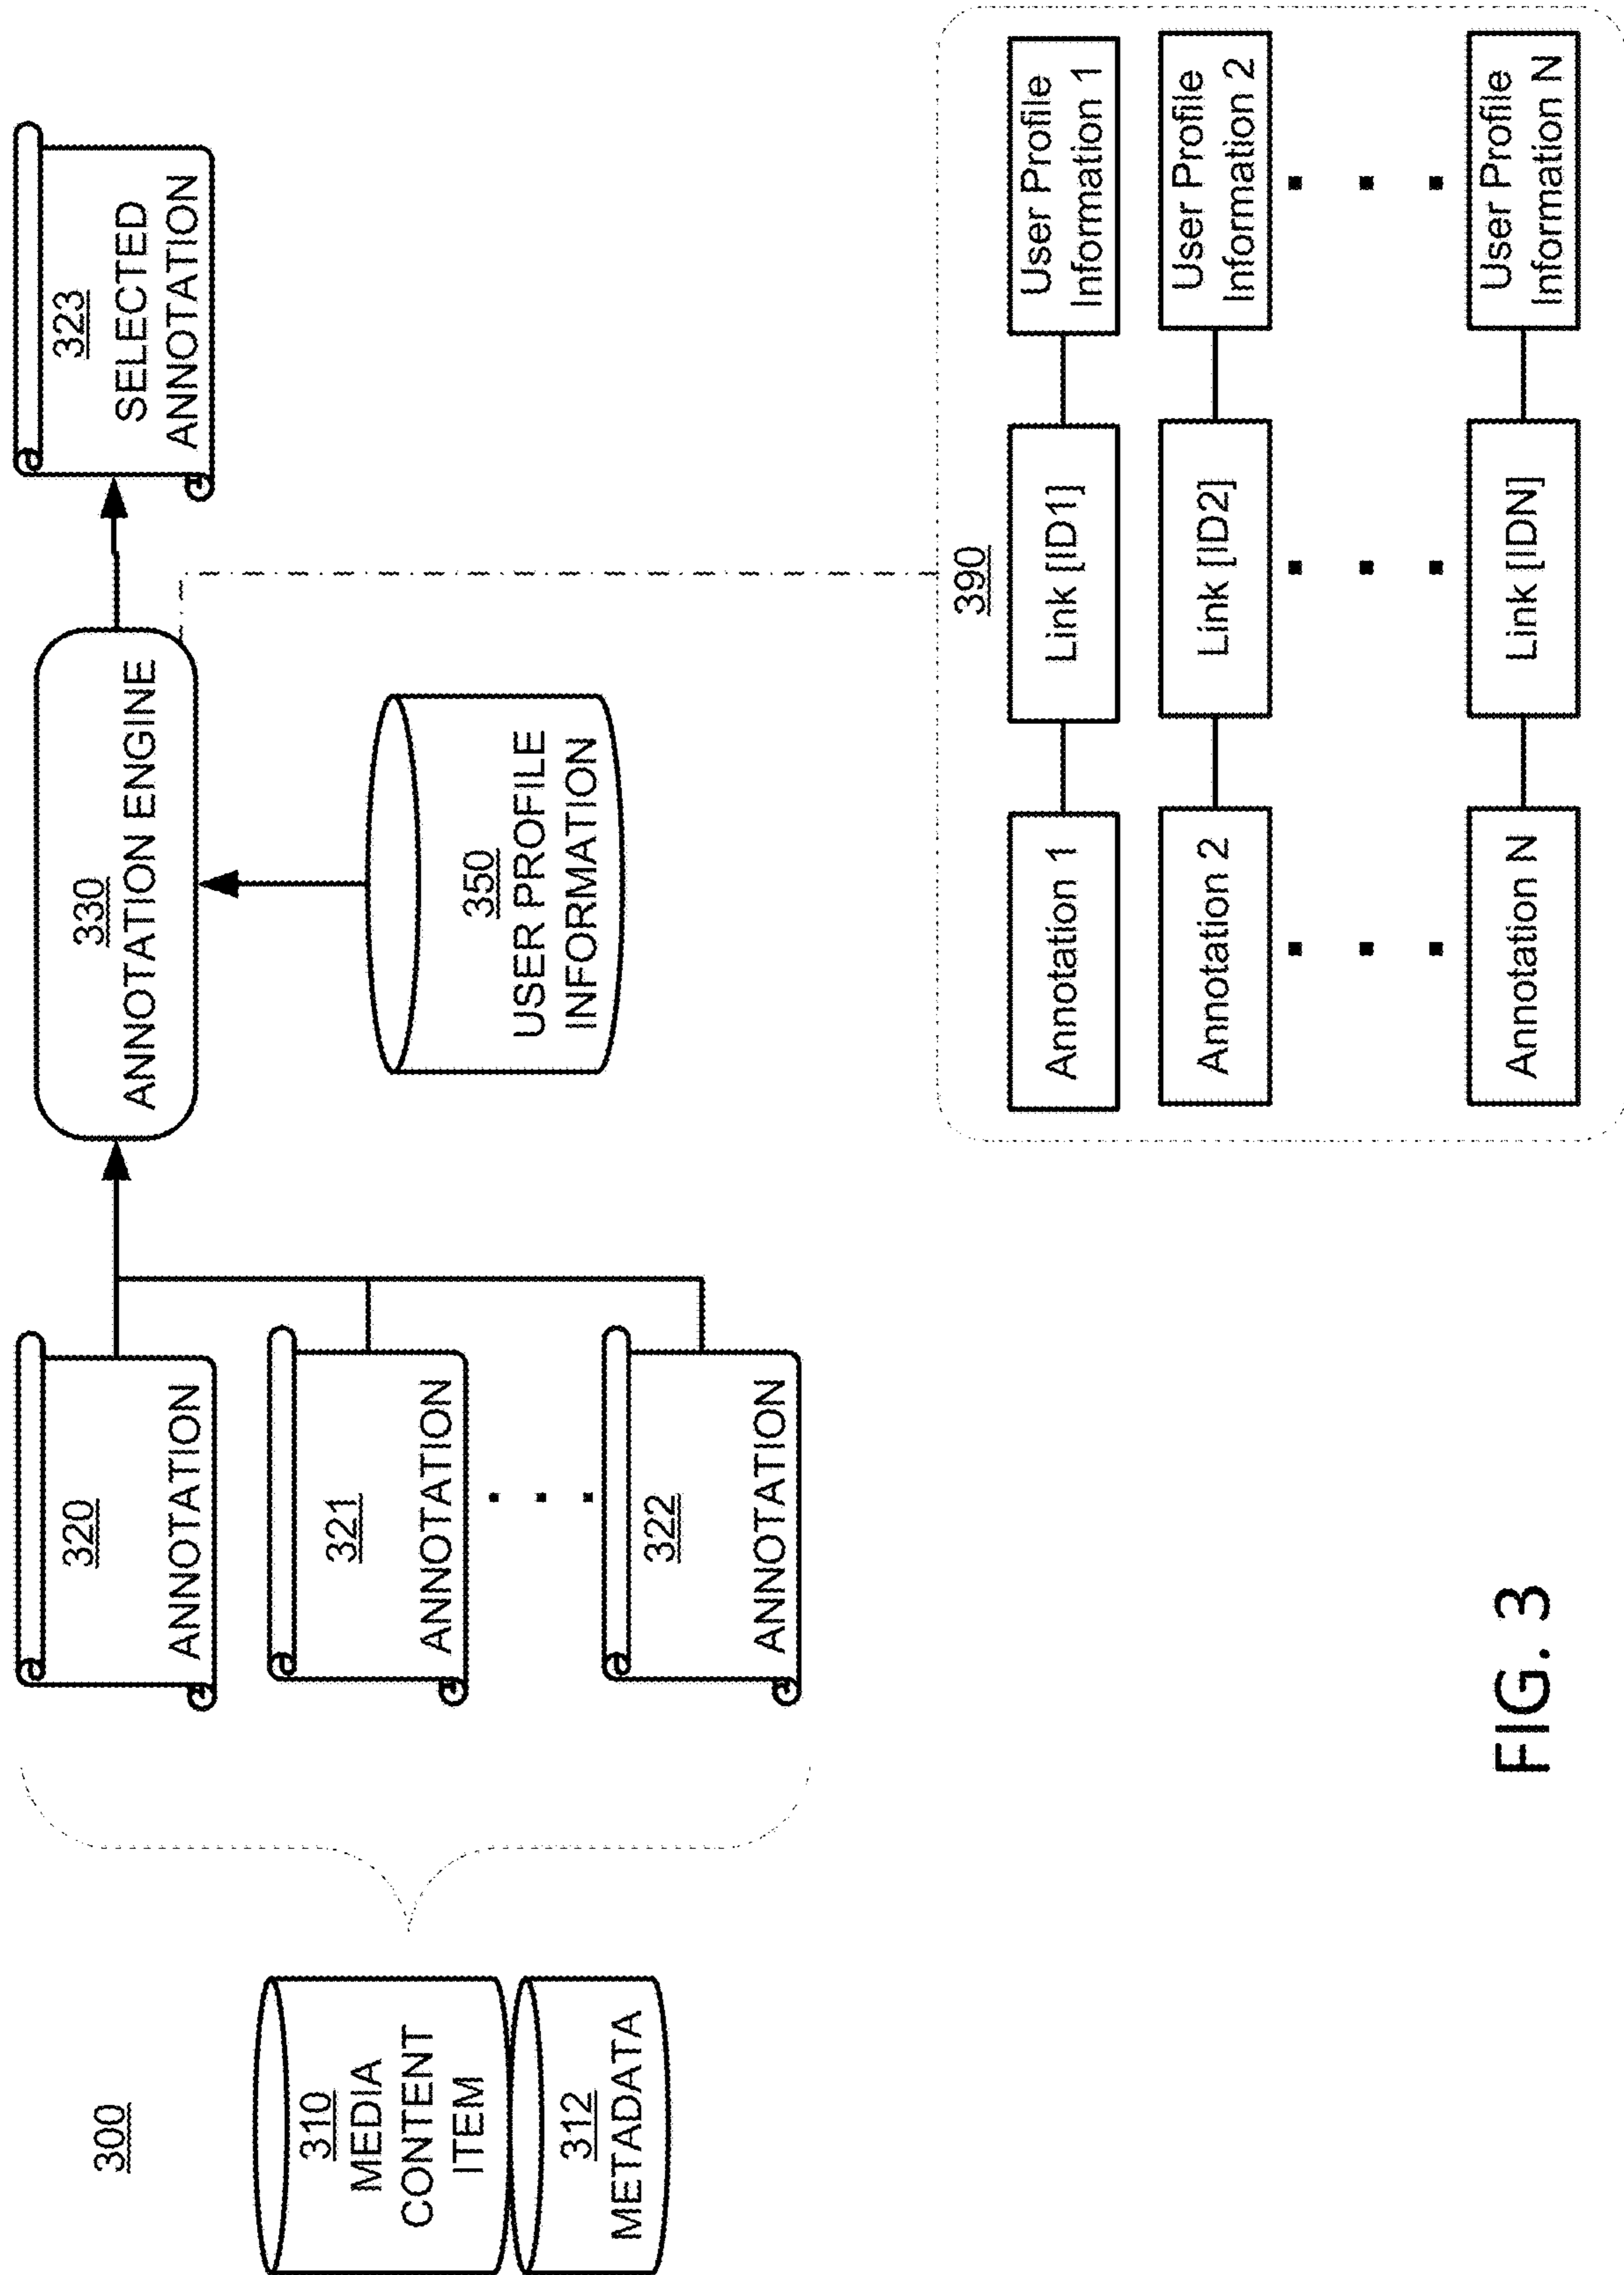 300
310
MEDIA
CONTENT
ITEM
312
METADATA
320
ANNOTATION
321
ANNOTATION
322
ANNOTATION
330
ANNOTATION ENGINE
350
USER PROFILE
INFORMATION
323
SELECTED
ANNOTATION
390
Annotation 1
Link [ID1]
User Profile
Information 1
Annotation 2
Link [ID2]
User Profile
Information 2
Annotation N
Link [IDN]
User Profile
Information N
FIG. 3